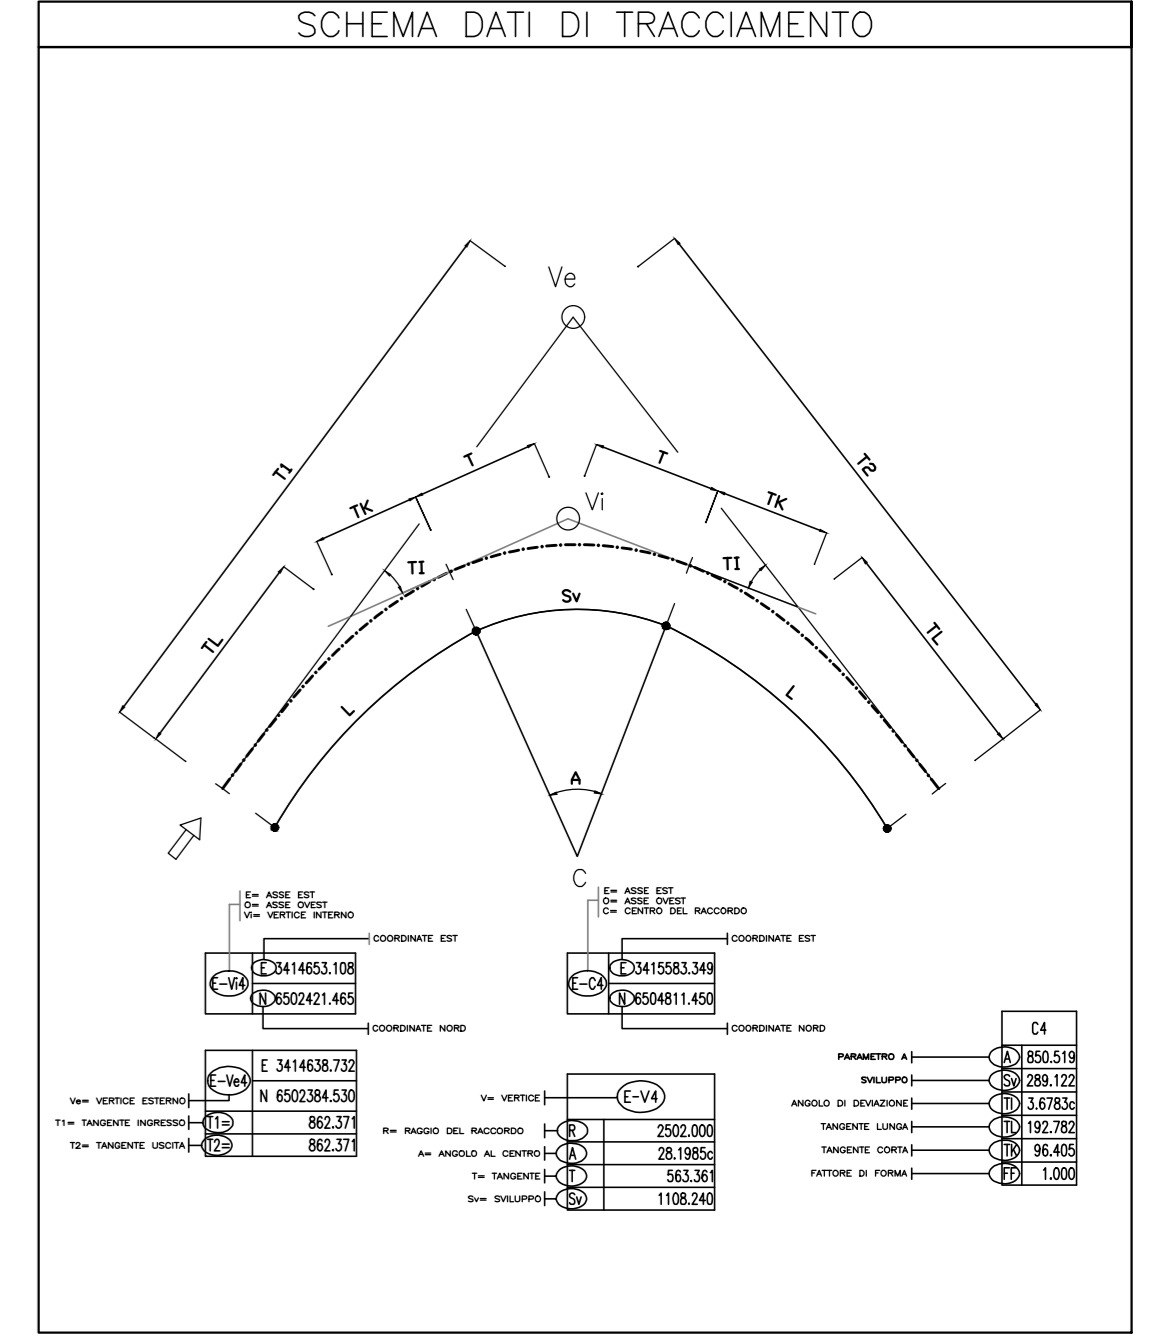 SCHEMA DATI DI TRACCIAMENTO
Ve
T1
T2
T
T
TK
TK
Vi
TI
TI
TL
TL
Sv
L
L
A
C
E= ASSE EST
O= ASSE OVEST
Vi= VERTICE INTERNO
COORDINATE EST
E-Vi4
E 3414653.108
N 6502421.465
COORDINATE NORD
E= ASSE EST
O= ASSE OVEST
C= CENTRO DEL RACCORDO
COORDINATE EST
E-C4
E 3415583.349
N 6504811.450
COORDINATE NORD
E-Ve4
E 3414638.732
N 6502384.530
Ve= VERTICE ESTERNO
T1= TANGENTE INGRESSO T1= 862.371
T2= TANGENTE USCITA T2= 862.371
V= VERTICE E-V4
R= RAGGIO DEL RACCORDO R 2502.000
A= ANGOLO AL CENTRO A 28.1985c
T= TANGENTE T 563.361
Sv= SVILUPPO Sv 1108.240
C4
PARAMETRO A A 850.519
SVILUPPO Sv 289.122
ANGOLO DI DEVIAZIONE TI 3.6783c
TANGENTE LUNGA TL 192.782
TANGENTE CORTA TK 96.405
FATTORE DI FORMA FF 1.000